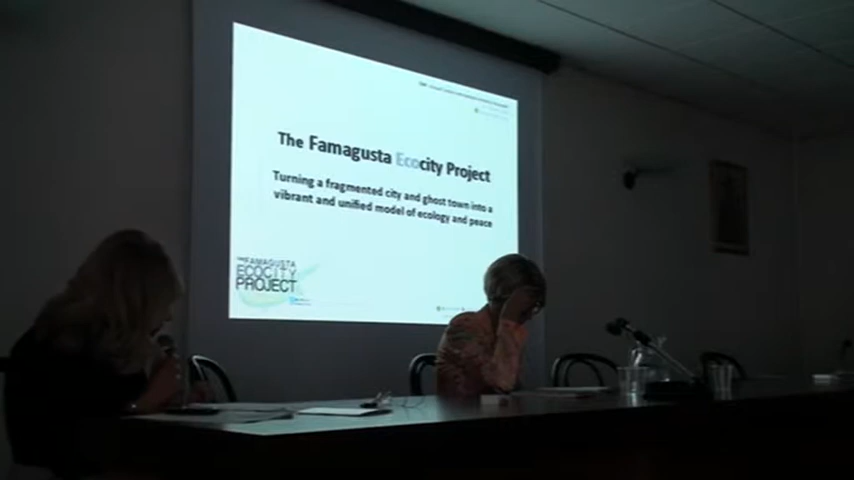 The Famagusta Ecocity Project
Turning a fragmented city and ghost town into a
vibrant and unified model of ecology and peace
THE FAMAGUSTA
ECOCITY
PROJECT